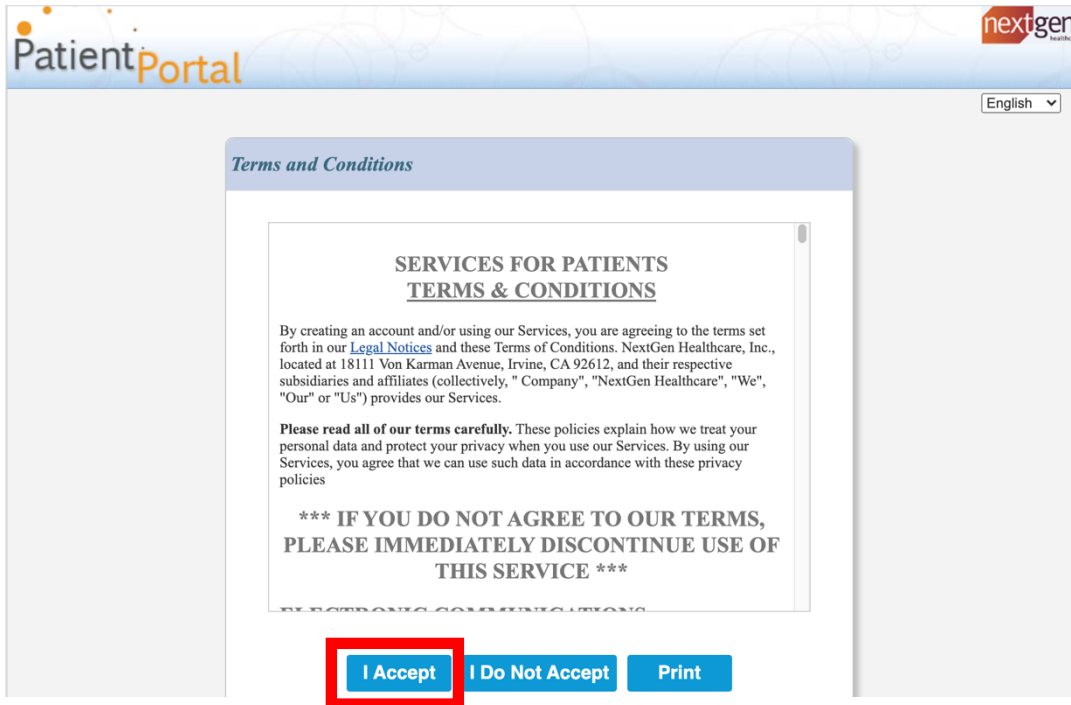 PatientPortal
nextgen
English
Terms and Conditions
SERVICES FOR PATIENTS
TERMS & CONDITIONS
By creating an account and/or using our Services, you are agreeing to the terms set
forth in our Legal Notices and these Terms of Conditions. NextGen Healthcare, Inc.,
located at 18111 Von Karman Avenue, Irvine, CA 92612, and their respective
subsidiaries and affiliates (collectively, " Company", "NextGen Healthcare", "We",
"Our" or "Us") provides our Services.
Please read all of our terms carefully. These policies explain how we treat your
personal data and protect your privacy when you use our Services. By using our
Services, you agree that we can use such data in accordance with these privacy
policies
*** IF YOU DO NOT AGREE TO OUR TERMS,
PLEASE IMMEDIATELY DISCONTINUE USE OF
THIS SERVICE ***
ELECTRONIC COMMUNICATIONS
I Accept I Do Not Accept Print